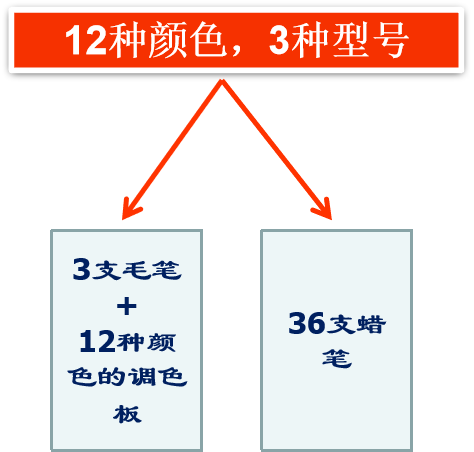 12种颜色，3种型号
3支毛笔
+
12种颜
色的调色
板
36支蜡
笔